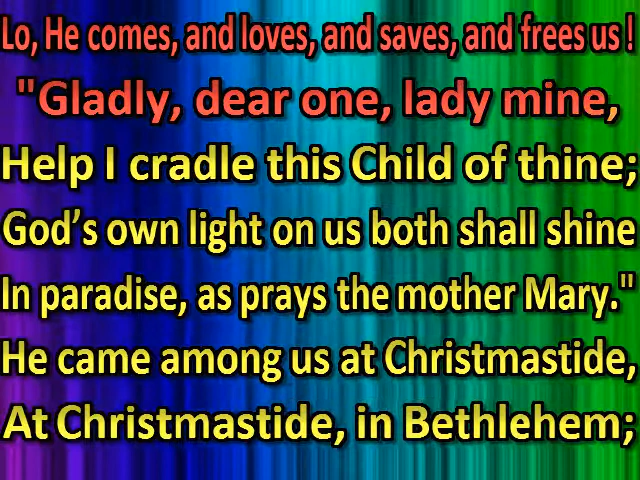 Lo, He comes, and loves, and saves, and frees us !
"Gladly, dear one, lady mine,
Help I cradle this Child of thine;
God’s own light on us both shall shine
In paradise, as prays the mother Mary."
He came among us at Christmastide,
At Christmastide, in Bethlehem;